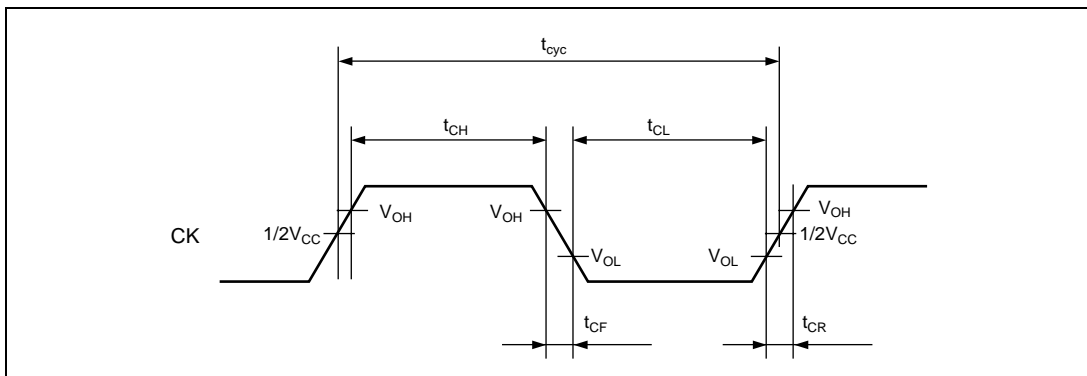 tcyc
tCH
tCL
VOH
VOH
VOH
CK
1/2VCC
1/2VCC
VOL
VOL
tCF
tCR